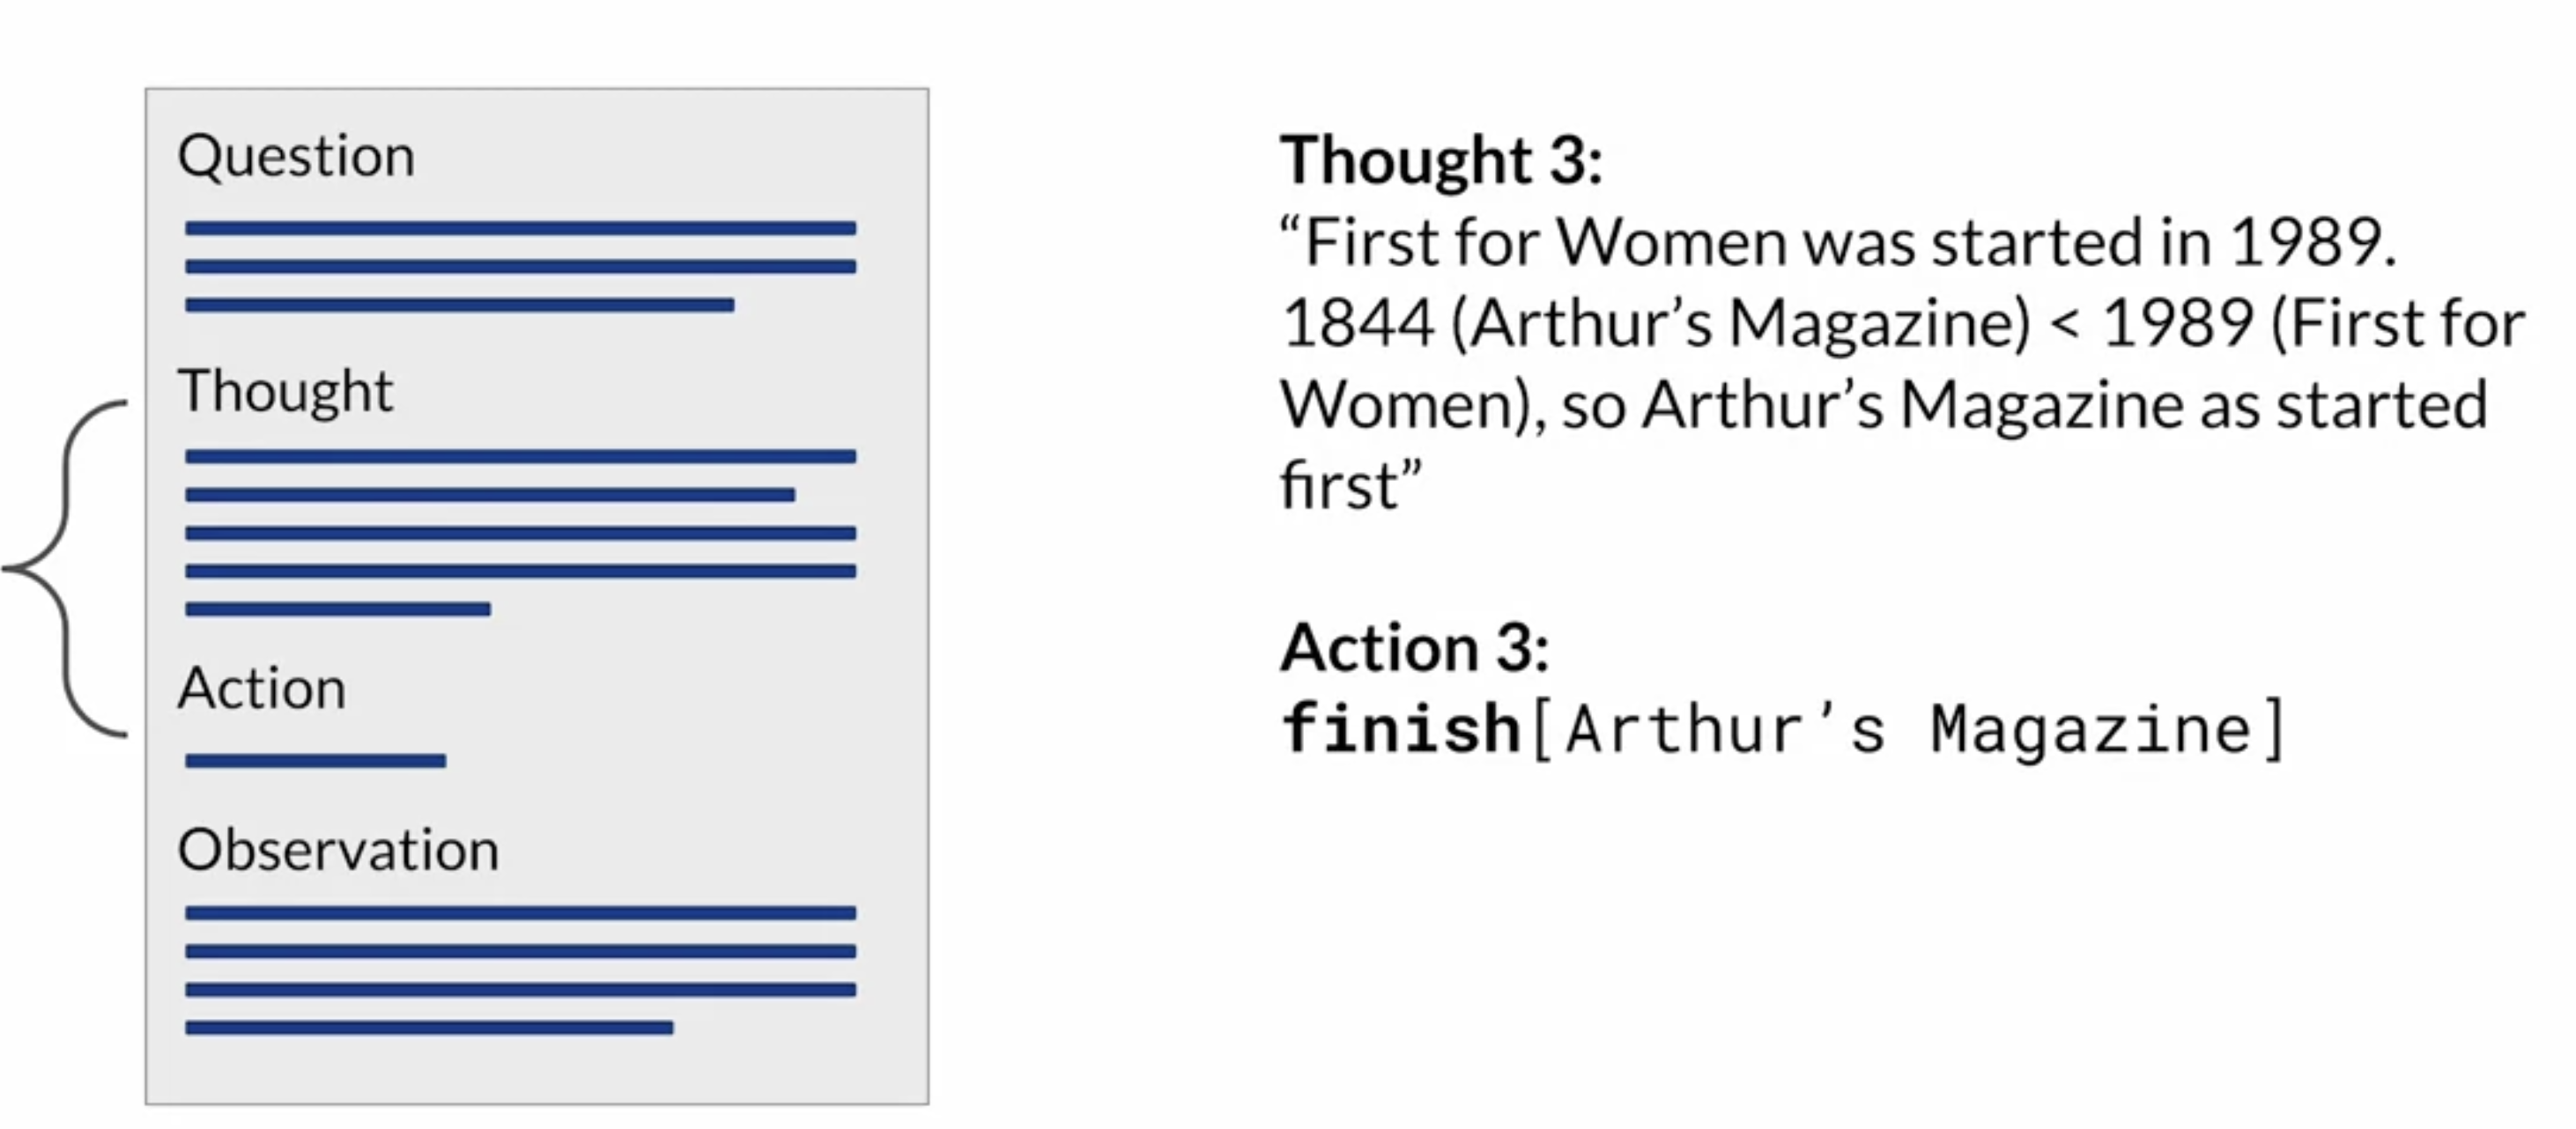 Question
Thought
Action
Observation
Thought 3:
“First for Women was started in 1989.
1844 (Arthur’s Magazine) < 1989 (First for
Women), so Arthur’s Magazine as started
first”
Action 3:
finish[Arthur’s Magazine]